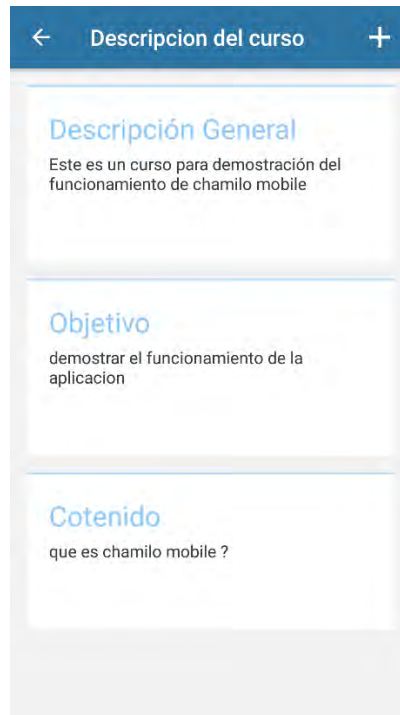 Descripcion del curso
Descripción General
Este es un curso para demostración del
funcionamiento de chamilo mobile
Objetivo
demostrar el funcionamiento de la
aplicacion
Cotenido
que es chamilo mobile ?